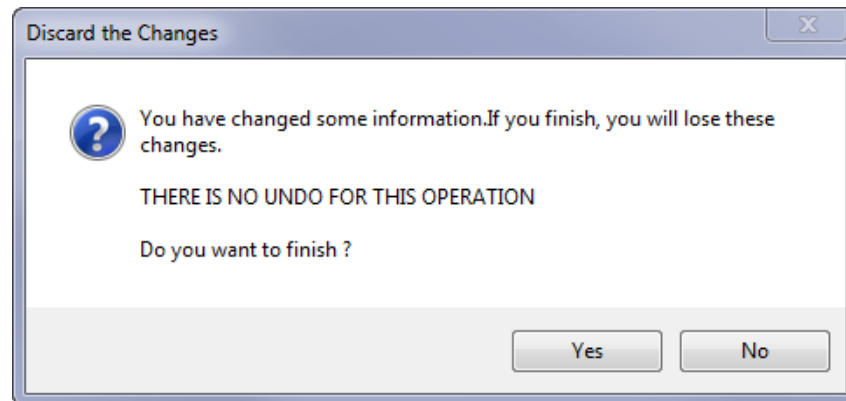 Discard the Changes
You have changed some information.If you finish, you will lose these
changes.
THERE IS NO UNDO FOR THIS OPERATION
Do you want to finish ?
Yes
No